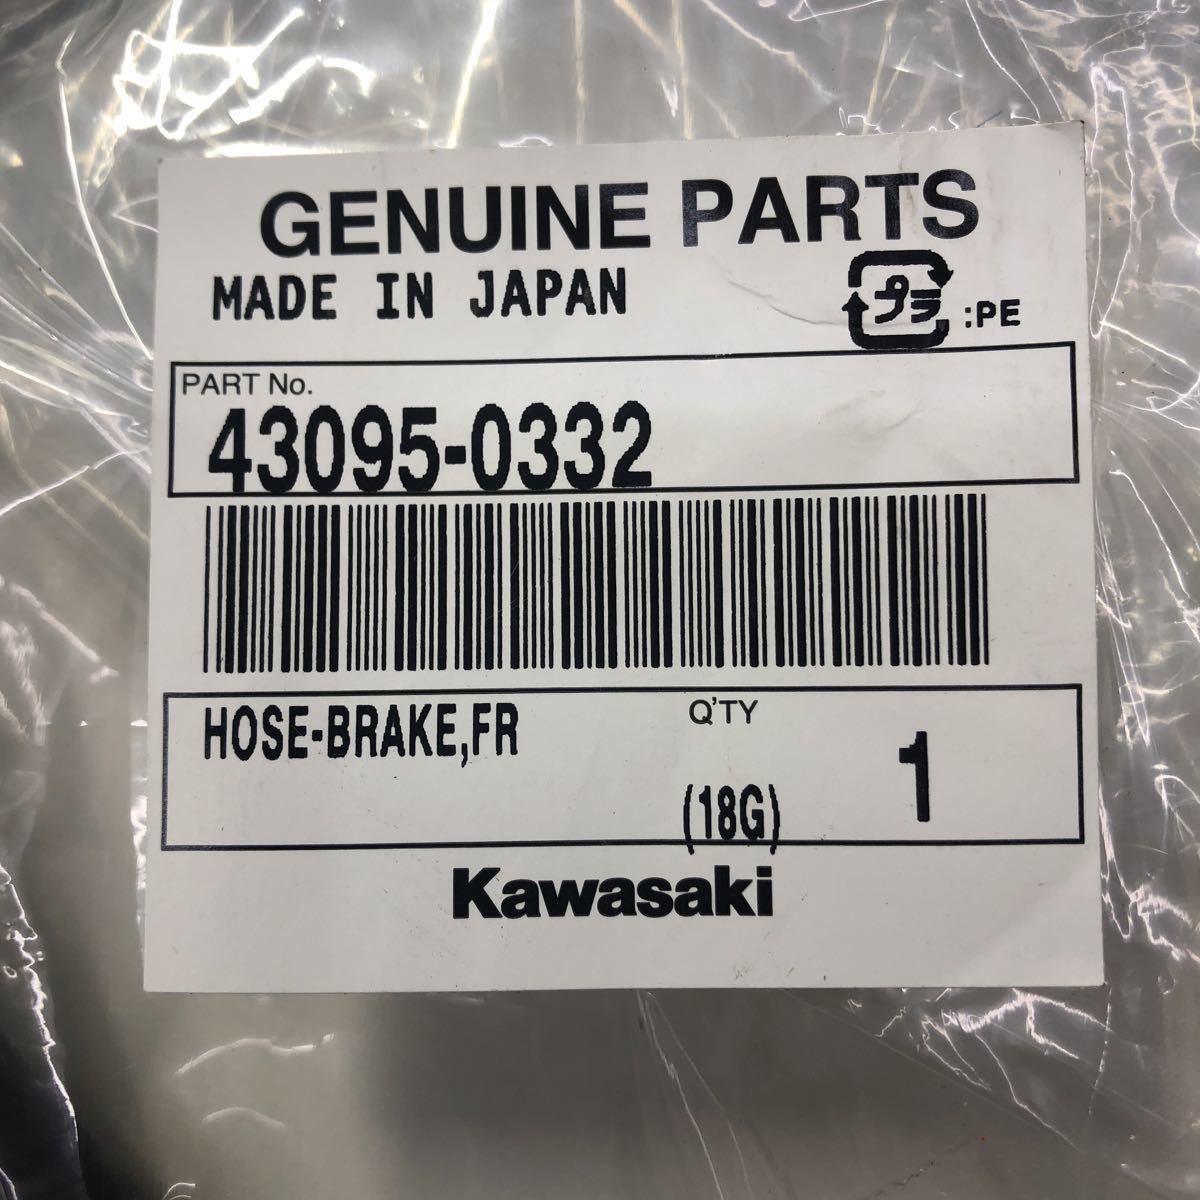 GENUINE PARTS
MADE IN JAPAN
プラ :PE
PART No.
43095-0332
HOSE-BRAKE,FR
Q'TY
(18G)
1
Kawasaki